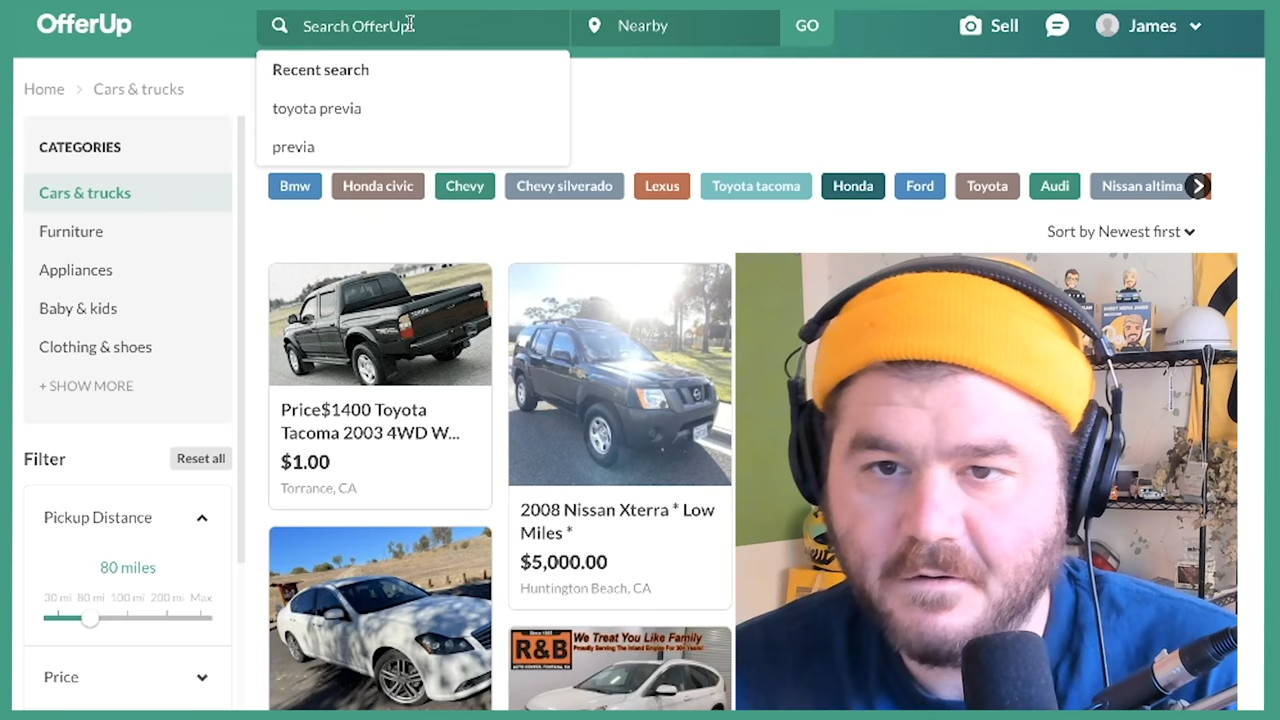 OfferUp
Search OfferUp
Nearby
GO
Sell
James
Recent search
toyota previa
previa
Home > Cars & trucks
CATEGORIES
Cars & trucks
Furniture
Appliances
Baby & kids
Clothing & shoes
+ SHOW MORE
Bmw
Honda civic
Chevy
Chevy silverado
Lexus
Toyota tacoma
Honda
Ford
Toyota
Audi
Nissan altima
Sort by Newest first
Filter
Reset all
Pickup Distance
80 miles
30 mi 80 mi 100 mi 200 mi Max
Price
Price$1400 Toyota
Tacoma 2003 4WD W...
$1.00
Torrance, CA
2008 Nissan Xterra * Low
Miles *
$5,000.00
Huntington Beach, CA
R&B
We Treat You Like Family